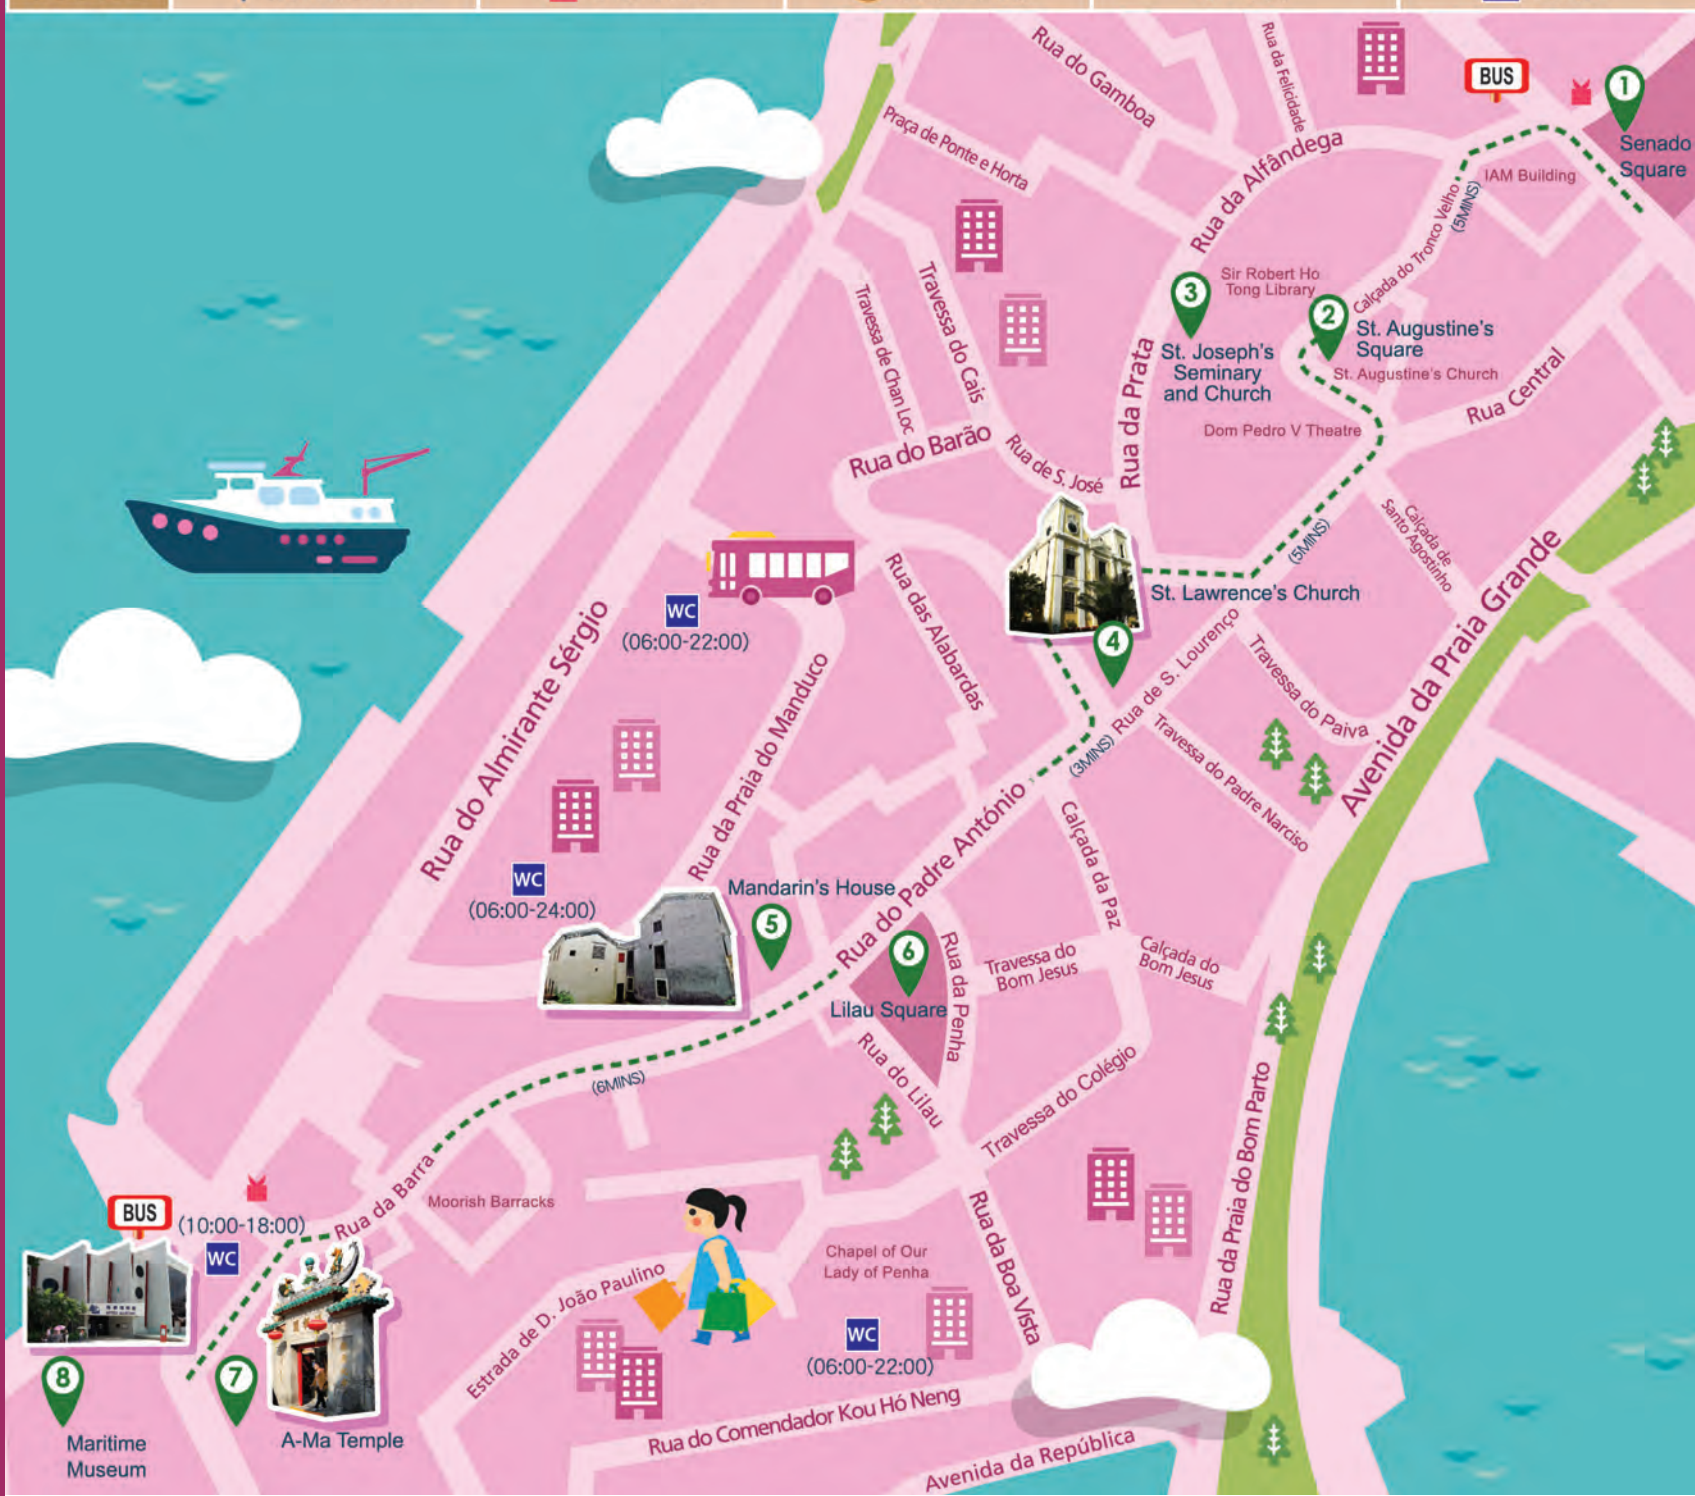 Rua do Gamboa
Rua da Felicidade
BUS
1
Senado
Square
Praça de Ponte e Horta
Rua da Alfândega
IAM Building
(5MINS)
Calçada do Tronco Velho
Sir Robert Ho
Tong Library
3
2
St. Augustine's
Square
St. Joseph's
Seminary
and Church
St. Augustine's Church
Travessa do Cais
Travessa de Chan Loc
Rua da Prata
Rua Central
Dom Pedro V Theatre
Rua do Barão
Rua de S. José
Calçada de
Santo Agostinho
(5MINS)
Avenida da Praia Grande
St. Lawrence's Church
WC
(06:00-22:00)
Rua das Alabardas
4
Rua de S. Lourenço
Travessa do Paiva
Rua do Almirante Sérgio
Rua da Praia do Manduco
(3MINS)
Travessa do Padre Narciso
Rua do Padre António
Calçada da Paz
WC
(06:00-24:00)
Mandarin's House
5
6
Lilau Square
Rua da Penha
Travessa do
Bom Jesus
Calçada do
Bom Jesus
Rua do Lilau
Travessa do Colégio
(6MINS)
Rua da Praia do Bom Parto
Rua da Barra
Moorish Barracks
BUS
(10:00-18:00)
WC
Rua da Boa Vista
Chapel of Our
Lady of Penha
Estrada de D. João Paulino
WC
(06:00-22:00)
8
7
Maritime
Museum
A-Ma Temple
Rua do Comendador Kou Hó Neng
Avenida da República